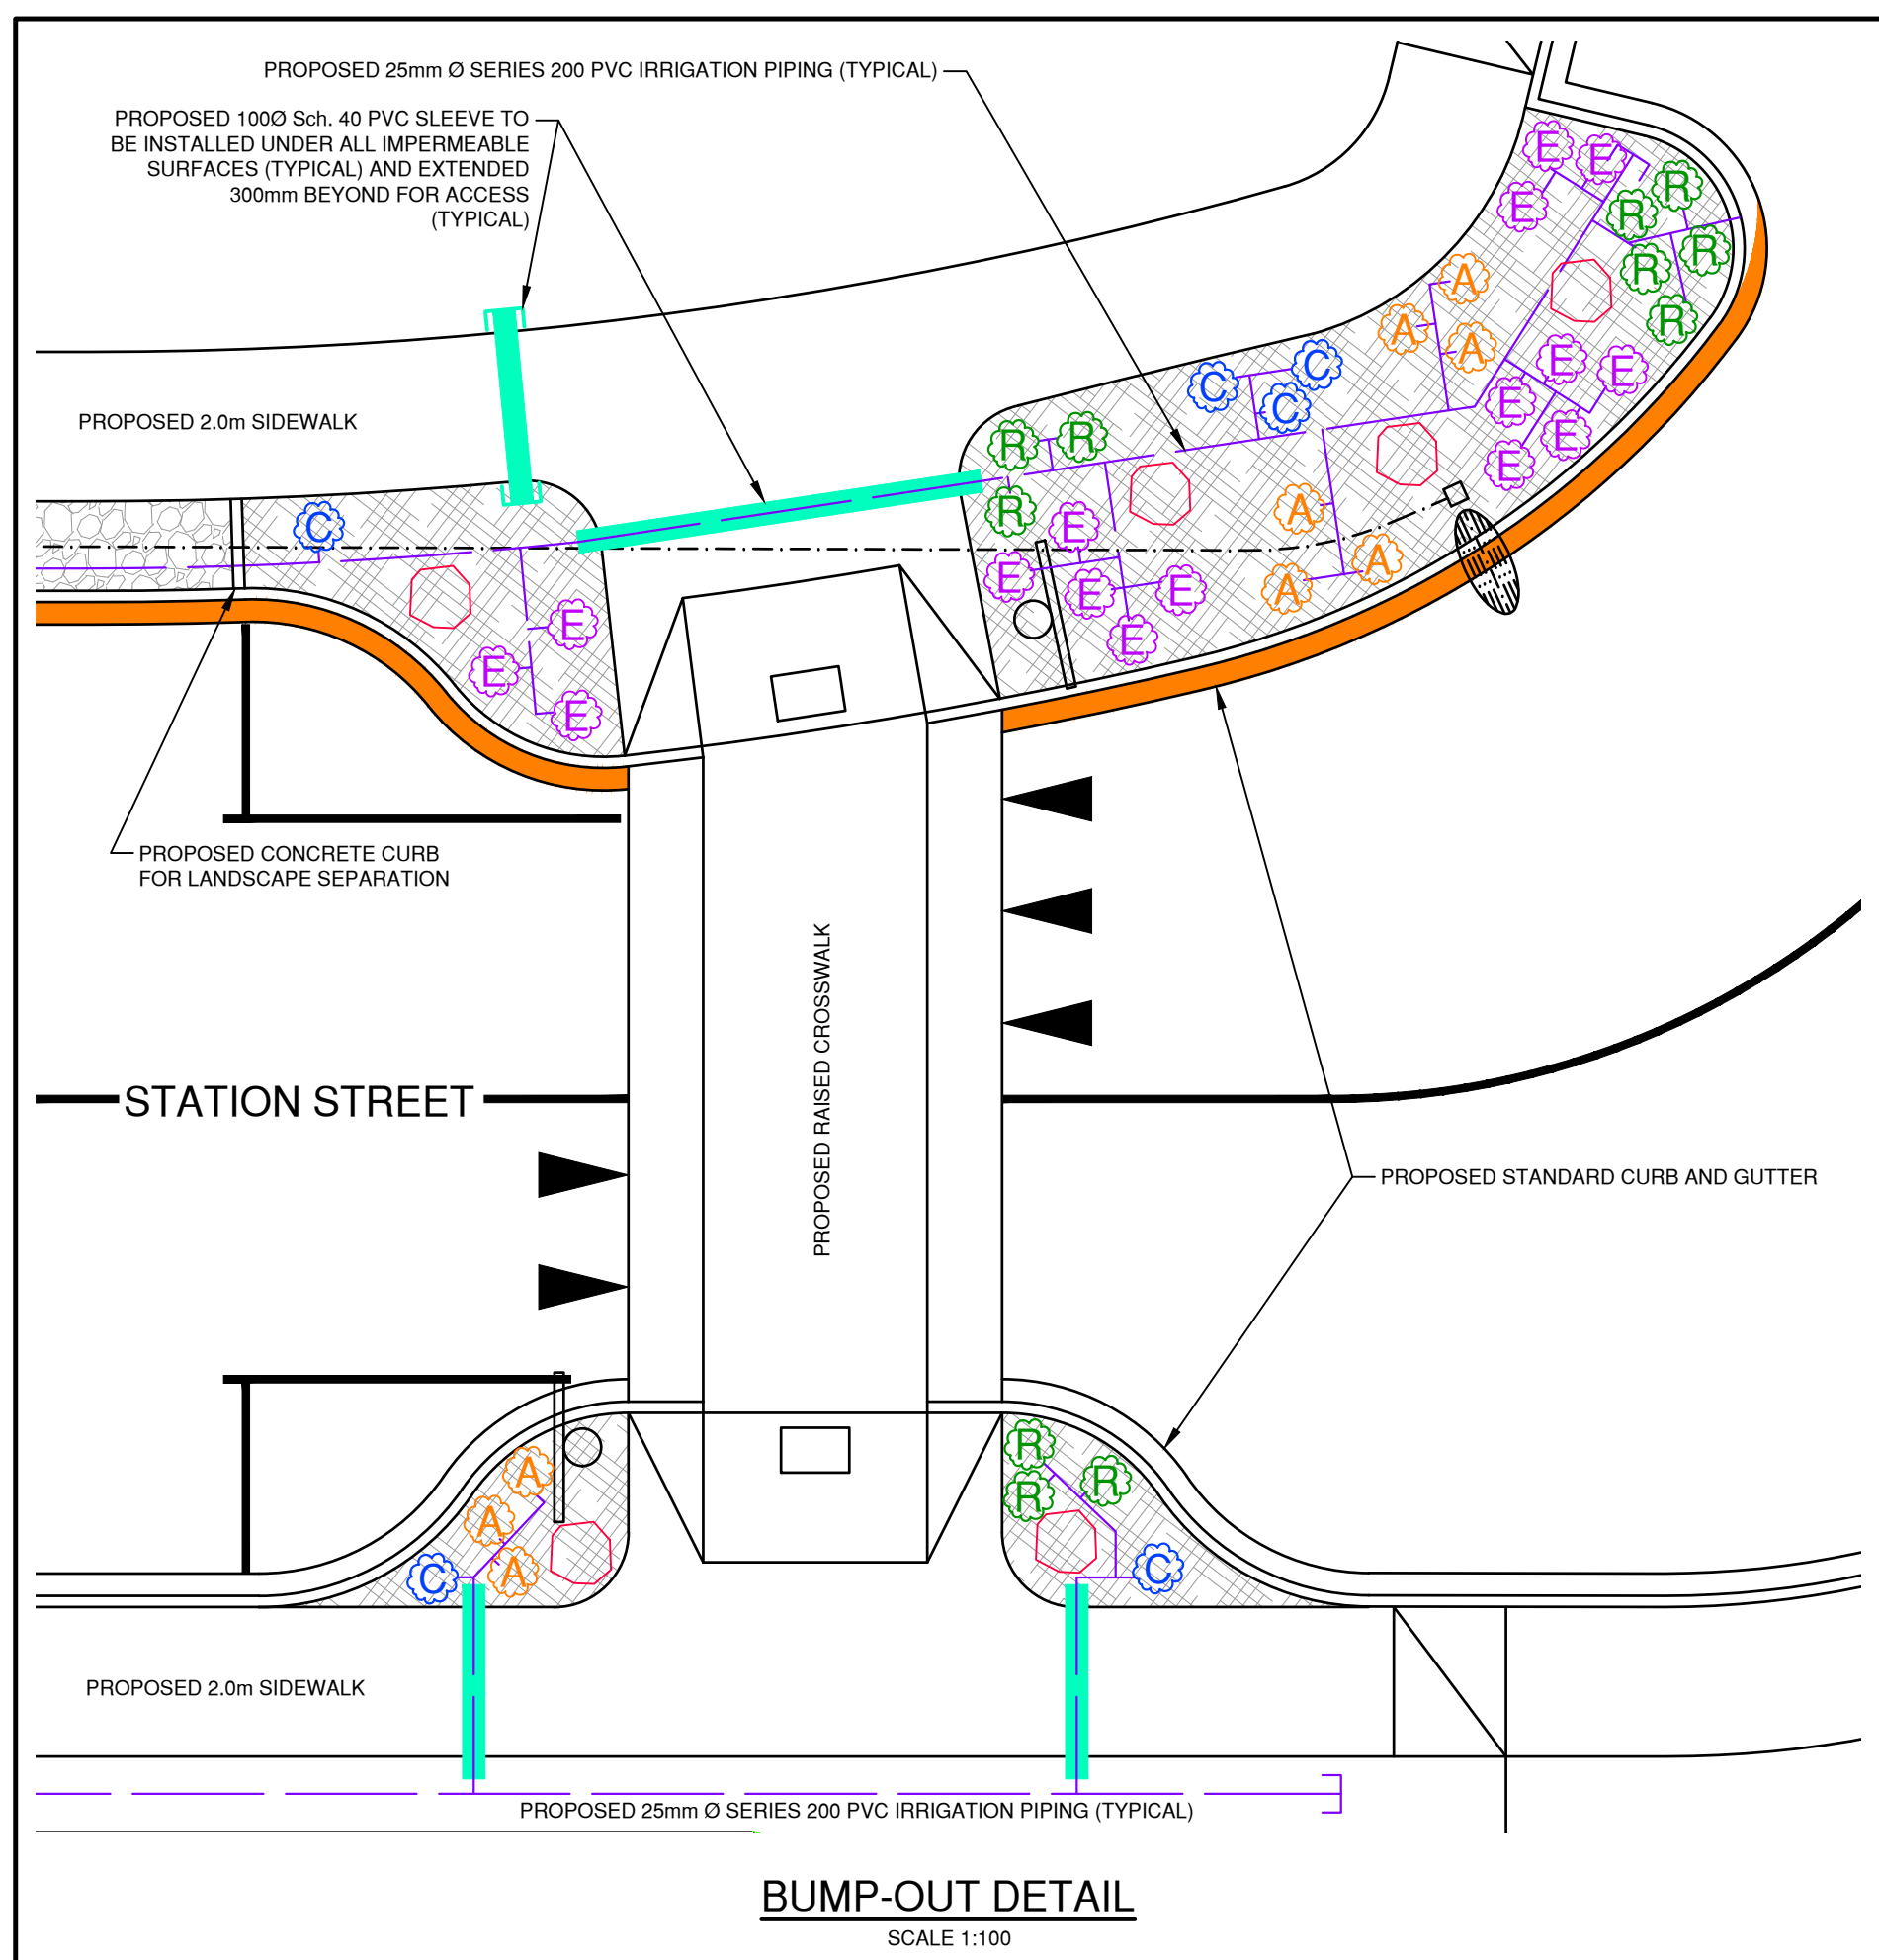 PROPOSED 25mm Ø SERIES 200 PVC IRRIGATION PIPING (TYPICAL)
PROPOSED 100Ø Sch. 40 PVC SLEEVE TO
BE INSTALLED UNDER ALL IMPERMEABLE
SURFACES (TYPICAL) AND EXTENDED
300mm BEYOND FOR ACCESS
(TYPICAL)
E
E
R
E
R
R
R
A
R
A
A
E
C
E
C
E
C
R
R
E
E
R
A
E
C
A
E
E
E
A
E
E
E
E
E
PROPOSED 2.0m SIDEWALK
PROPOSED CONCRETE CURB
FOR LANDSCAPE SEPARATION
PROPOSED RAISED CROSSWALK
STATION STREET
PROPOSED STANDARD CURB AND GUTTER
A
A
A
C
R
R
R
C
PROPOSED 2.0m SIDEWALK
PROPOSED 25mm Ø SERIES 200 PVC IRRIGATION PIPING (TYPICAL)
BUMP-OUT DETAIL
SCALE 1:100